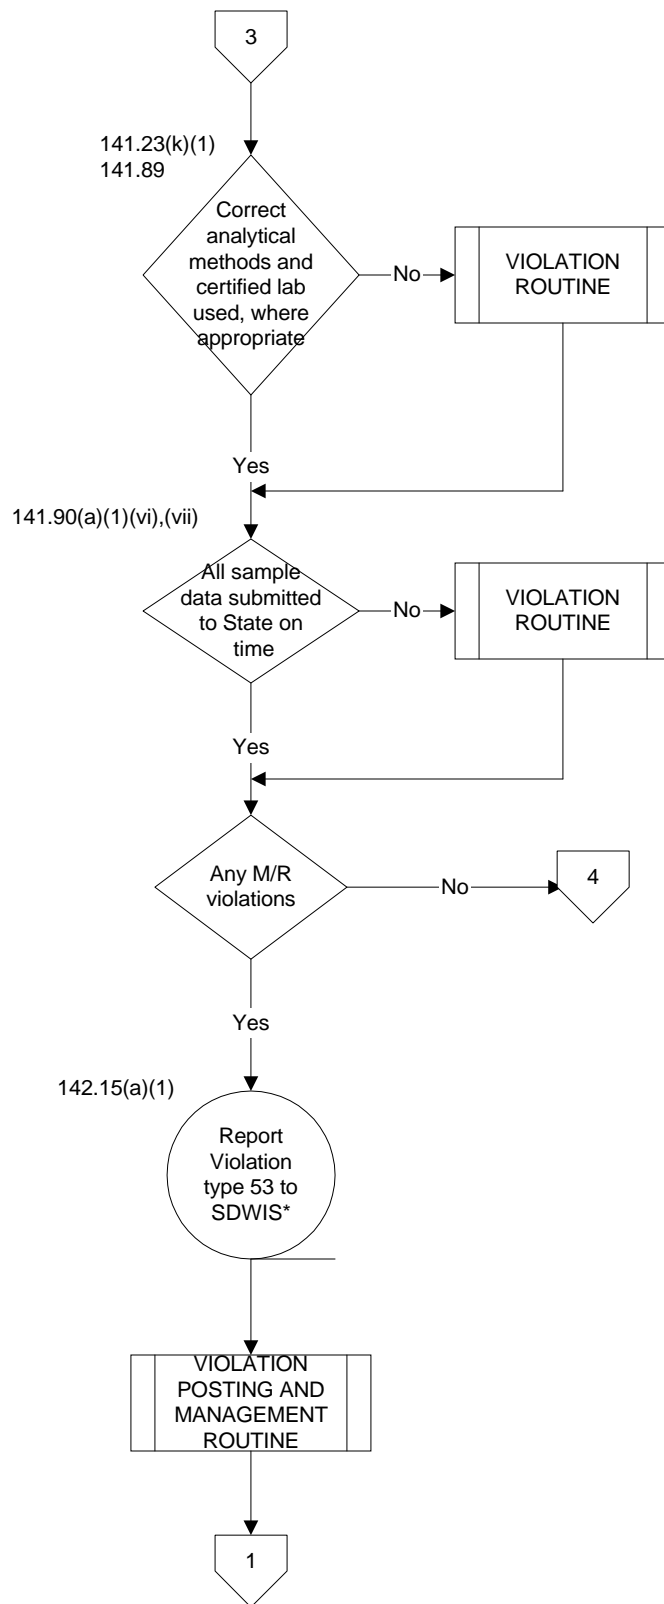 3
141.23(k)(1)
141.89
Correct
analytical
methods and
certified lab
used, where
appropriate
No
VIOLATION
ROUTINE
Yes
141.90(a)(1)(vi),(vii)
All sample
data submitted
to State on
time
No
VIOLATION
ROUTINE
Yes
Any M/R
violations
No
4
Yes
142.15(a)(1)
Report
Violation
type 53 to
SDWIS*
VIOLATION
POSTING AND
MANAGEMENT
ROUTINE
1